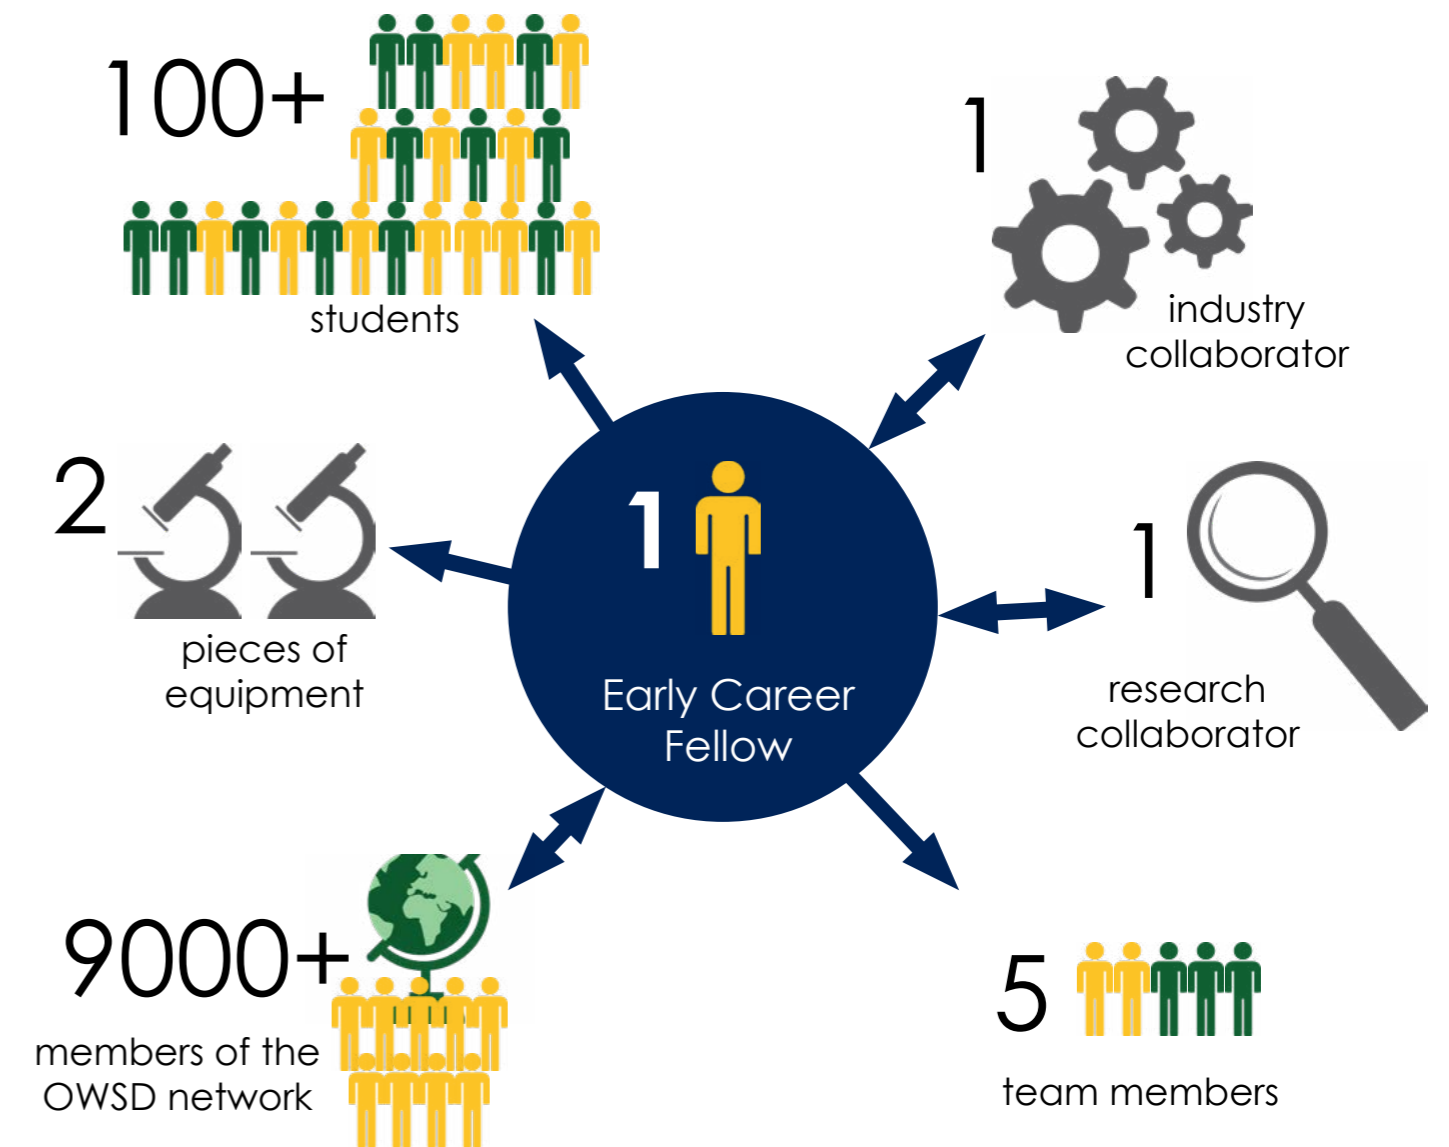 100+
students
1
industry
collaborator
2
pieces of
equipment
1
Early Career
Fellow
1
research
collaborator
9000+
members of the
OWSD network
5
team members